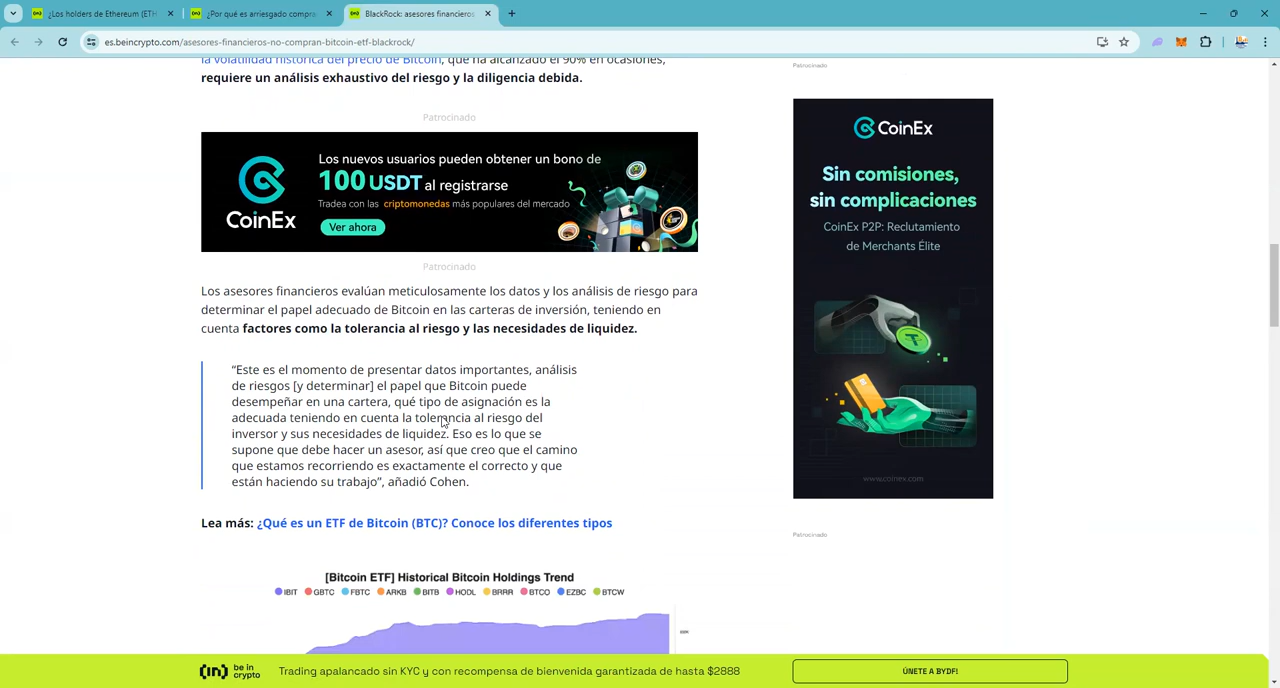 ¿Los holders de Ethereum (ETH
¿Por qué es arriesgado compra
BlackRock: asesores financieros
es.beincrypto.com/asesores-financieros-no-compran-bitcoin-etf-blackrock/
la volatilidad histórica del precio de Bitcoin, que ha alcanzado el 90% en ocasiones,
requiere un análisis exhaustivo del riesgo y la diligencia debida.
Patrocinado
CoinEx
Los nuevos usuarios pueden obtener un bono de
100 USDT al registrarse
Tradea con las criptomonedas más populares del mercado
Ver ahora
Patrocinado
Los asesores financieros evalúan meticulosamente los datos y los análisis de riesgo para
determinar el papel adecuado de Bitcoin en las carteras de inversión, teniendo en
cuenta factores como la tolerancia al riesgo y las necesidades de liquidez.
“Este es el momento de presentar datos importantes, análisis
de riesgos [y determinar] el papel que Bitcoin puede
desempeñar en una cartera, qué tipo de asignación es la
adecuada teniendo en cuenta la tolerancia al riesgo del
inversor y sus necesidades de liquidez. Eso es lo que se
supone que debe hacer un asesor, así que creo que el camino
que estamos recorriendo es exactamente el correcto y que
están haciendo su trabajo”, añadió Cohen.
Lea más: ¿Qué es un ETF de Bitcoin (BTC)? Conoce los diferentes tipos
[Bitcoin ETF] Historical Bitcoin Holdings Trend
IBIT GBTC FBTC ARKB BITB HODL BRRR BTCO EZBC BTCW
Patrocinado
CoinEx
Sin comisiones,
sin complicaciones
CoinEx P2P: Reclutamiento
de Merchants Élite
www.coinex.com
Patrocinado
be in
crypto
Trading apalancado sin KYC y con recompensa de bienvenida garantizada de hasta $2888
ÚNETE A BYDFI